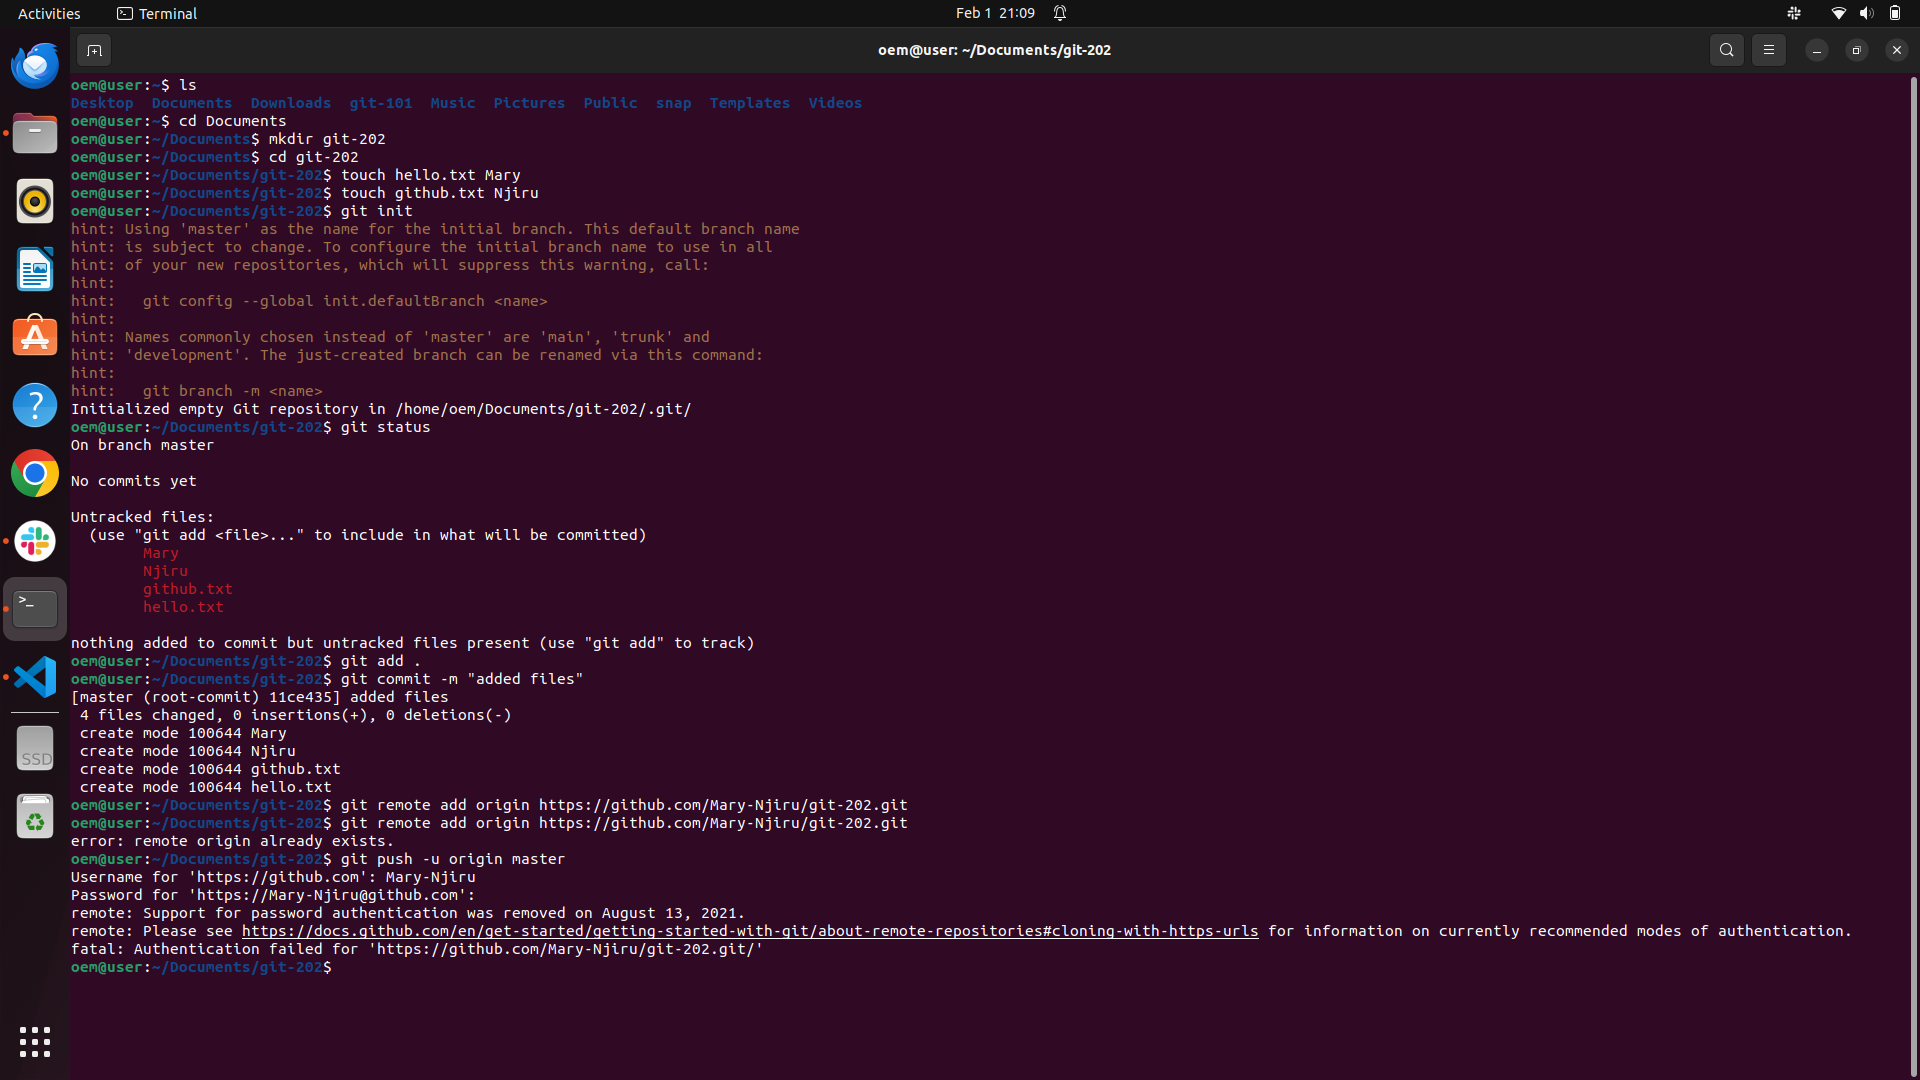 Activities
Terminal
Feb 1 21:09
oem@user: ~/Documents/git-202
oem@user:~$ ls
Desktop  Documents  Downloads  git-101  Music  Pictures  Public  snap  Templates  Videos
oem@user:~$ cd Documents
oem@user:~/Documents$ mkdir git-202
oem@user:~/Documents$ cd git-202
oem@user:~/Documents/git-202$ touch hello.txt Mary
oem@user:~/Documents/git-202$ touch github.txt Njiru
oem@user:~/Documents/git-202$ git init
hint: Using 'master' as the name for the initial branch. This default branch name
hint: is subject to change. To configure the initial branch name to use in all
hint: of your new repositories, which will suppress this warning, call:
hint:
hint:   git config --global init.defaultBranch <name>
hint:
hint: Names commonly chosen instead of 'master' are 'main', 'trunk' and
hint: 'development'. The just-created branch can be renamed via this command:
hint:
hint:   git branch -m <name>
Initialized empty Git repository in /home/oem/Documents/git-202/.git/
oem@user:~/Documents/git-202$ git status
On branch master
No commits yet
Untracked files:
  (use "git add <file>..." to include in what will be committed)
        Mary
        Njiru
        github.txt
        hello.txt
nothing added to commit but untracked files present (use "git add" to track)
oem@user:~/Documents/git-202$ git add .
oem@user:~/Documents/git-202$ git commit -m "added files"
[master (root-commit) 11ce435] added files
 4 files changed, 0 insertions(+), 0 deletions(-)
 create mode 100644 Mary
 create mode 100644 Njiru
 create mode 100644 github.txt
 create mode 100644 hello.txt
oem@user:~/Documents/git-202$ git remote add origin https://github.com/Mary-Njiru/git-202.git
oem@user:~/Documents/git-202$ git remote add origin https://github.com/Mary-Njiru/git-202.git
error: remote origin already exists.
oem@user:~/Documents/git-202$ git push -u origin master
Username for 'https://github.com': Mary-Njiru
Password for 'https://Mary-Njiru@github.com':
remote: Support for password authentication was removed on August 13, 2021.
remote: Please see https://docs.github.com/en/get-started/getting-started-with-git/about-remote-repositories#cloning-with-https-urls for information on currently recommended modes of authentication.
fatal: Authentication failed for 'https://github.com/Mary-Njiru/git-202.git/'
oem@user:~/Documents/git-202$
SSD